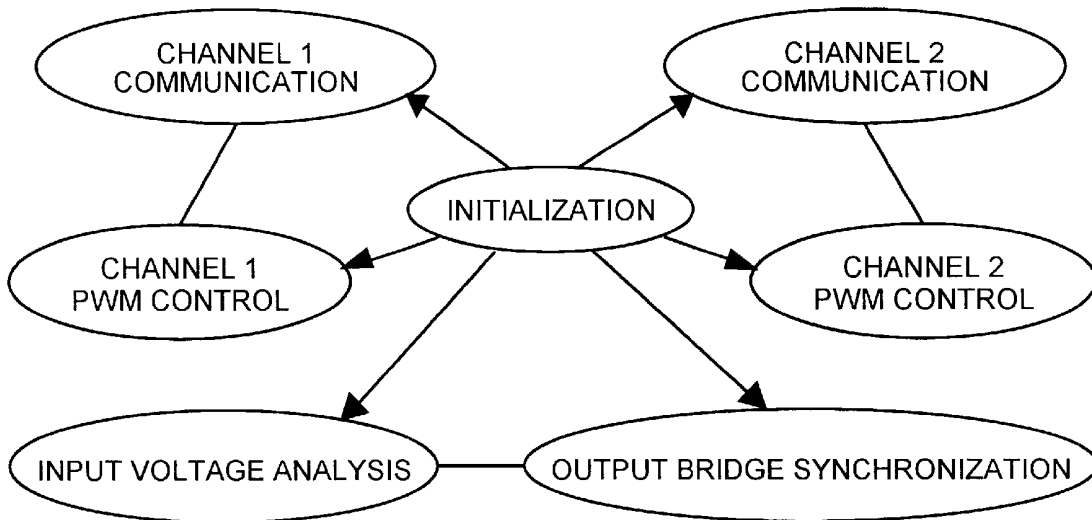 CHANNEL 1
COMMUNICATION
CHANNEL 2
COMMUNICATION
INITIALIZATION
CHANNEL 1
PWM CONTROL
CHANNEL 2
PWM CONTROL
INPUT VOLTAGE ANALYSIS
OUTPUT BRIDGE SYNCHRONIZATION